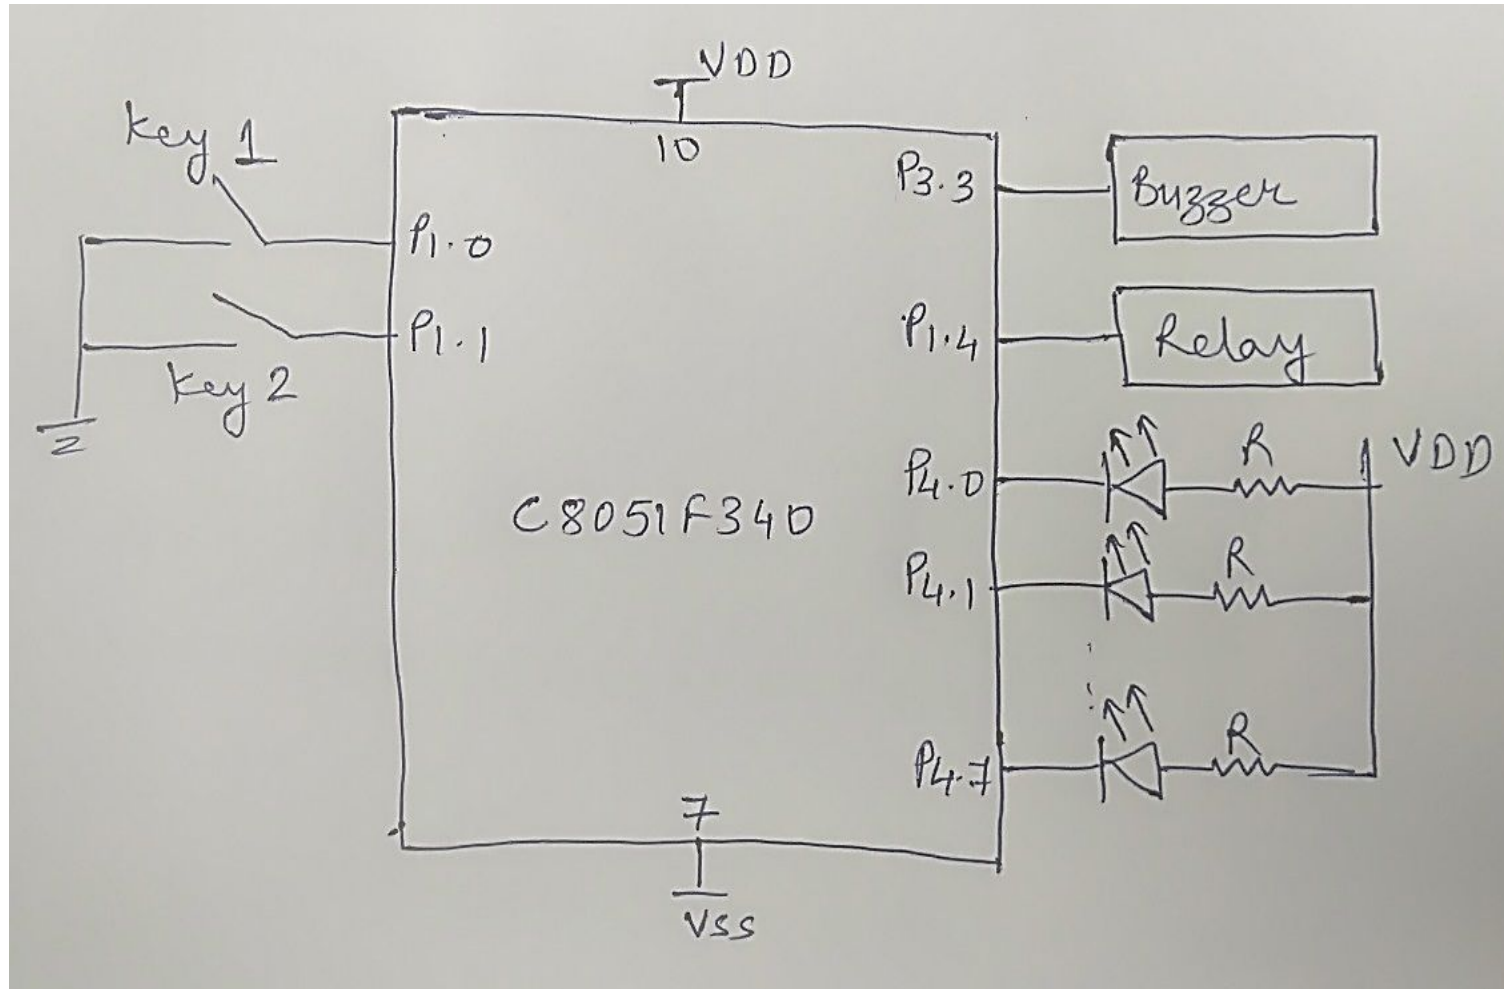 VDD
Key 1
10
P3.3
Buzzer
P1.0
P1.1
P1.4
Relay
Key 2
P4.0
R
VDD
C8051F340
P4.1
R
P4.7
R
7
VSS